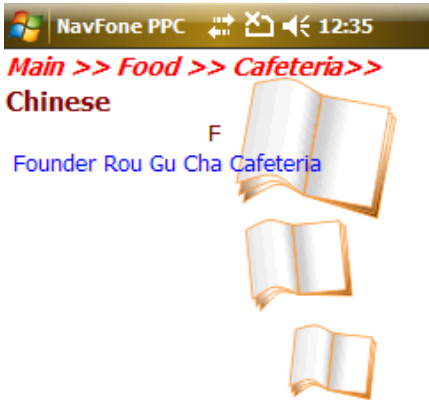 NavFone PPC 12:35
Main >> Food >> Cafeteria>>
Chinese
F
Founder Rou Gu Cha Cafeteria